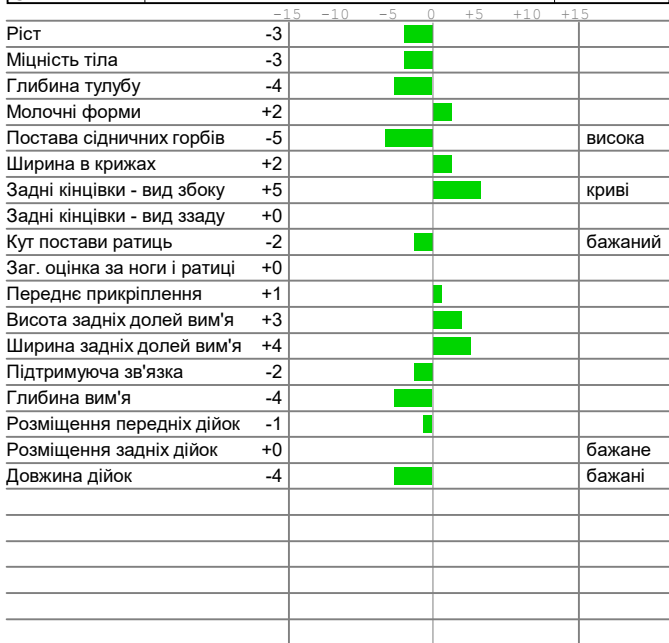 -15 -10 -5 0 +5 +10 +15
Ріст -3
Міцність тіла -3
Глибина тулубу -4
Молочні форми +2
Постава сідничних горбів -5 висока
Ширина в крижах +2
Задні кінцівки - вид збоку +5 криві
Задні кінцівки - вид ззаду +0
Кут постави ратиць -2 бажаний
Заг. оцінка за ноги і ратиці +0
Переднє прикріплення +1
Висота задніх долей вим'я +3
Ширина задніх долей вим'я +4
Підтримуюча зв'язка -2
Глибина вим'я -4
Розміщення передніх дійок -1
Розміщення задніх дійок +0 бажане
Довжина дійок -4 бажані